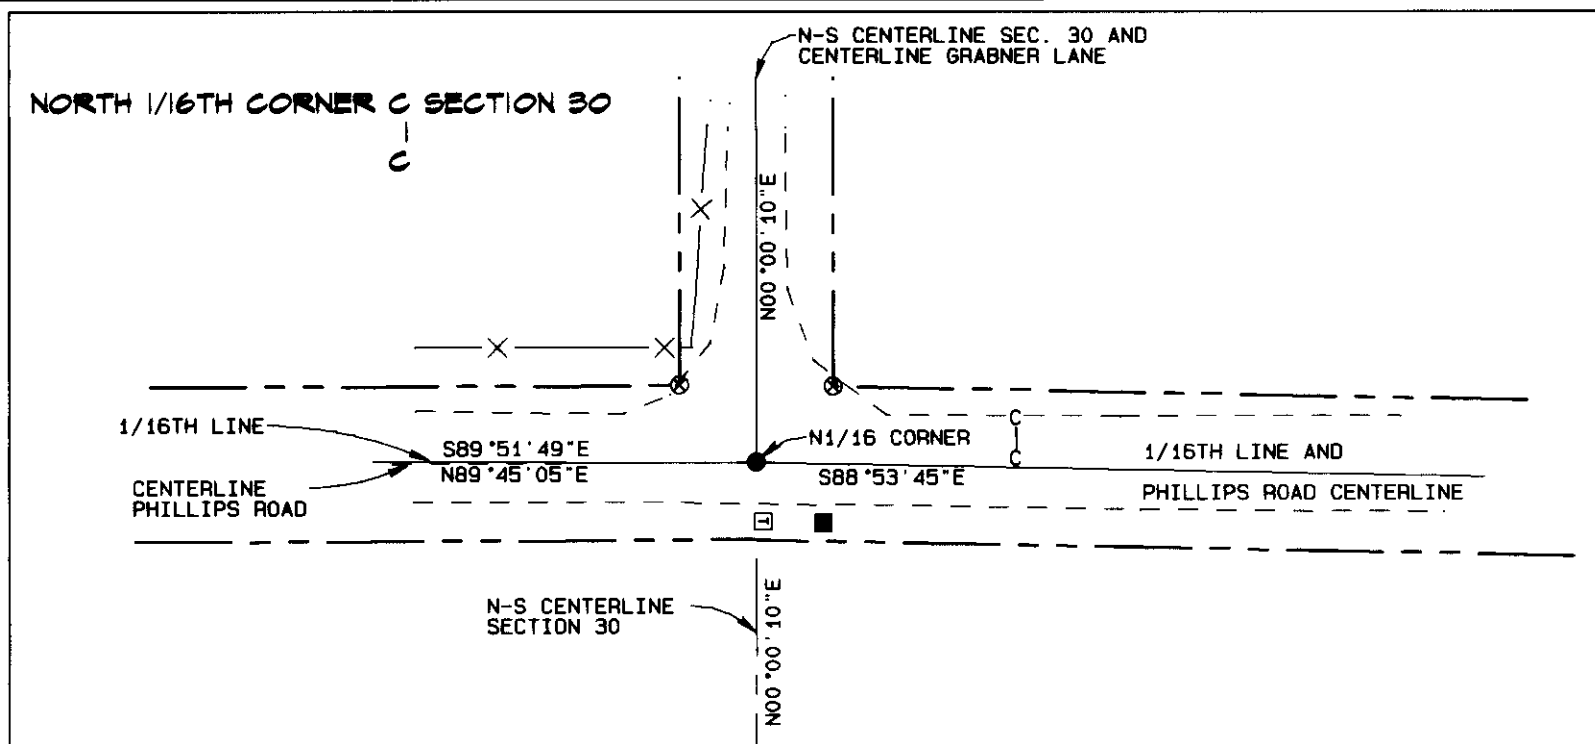 N-S CENTERLINE SEC. 30 AND
CENTERLINE GRABNER LANE
NORTH 1/16TH CORNER C SECTION 30
C
N00°00'10"E
1/16TH LINE
S89°51'49"E
N89°45'05"E
CENTERLINE
PHILLIPS ROAD
N1/16 CORNER
S88°53'45"E
C
C
1/16TH LINE AND
PHILLIPS ROAD CENTERLINE
T
N-S CENTERLINE
SECTION 30
N00°00'10"E